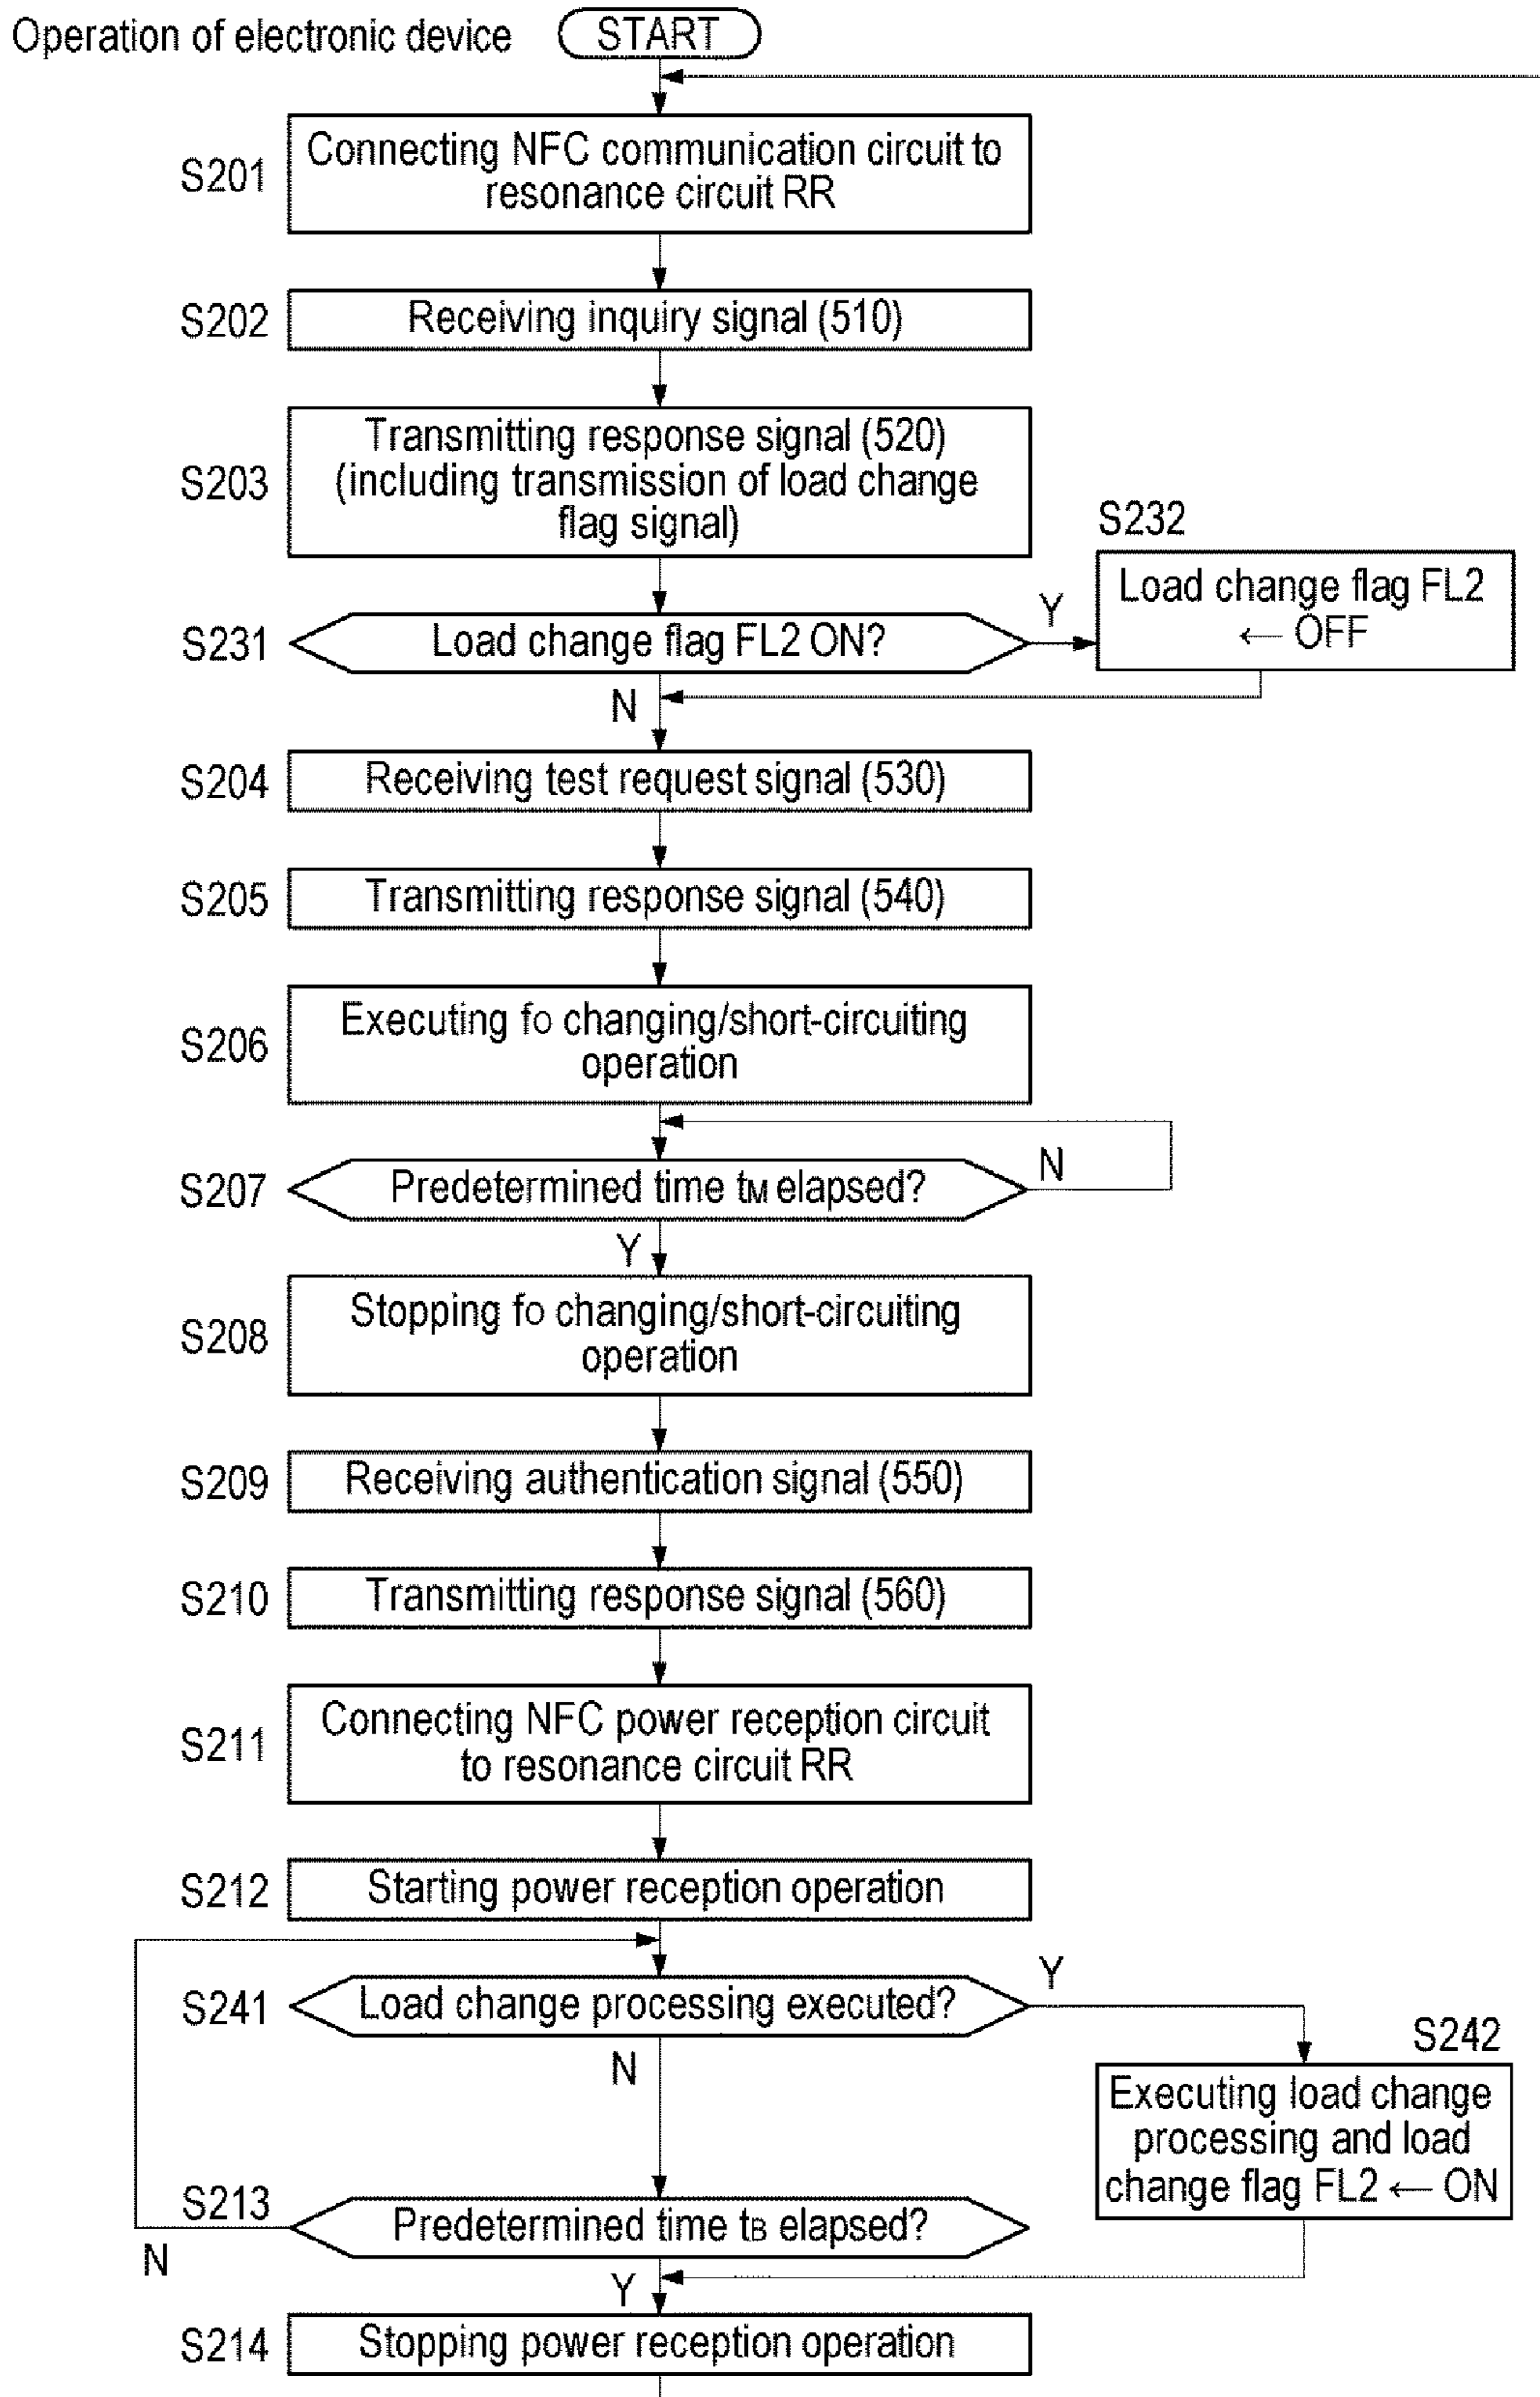 Operation of electronic device
START
S201
Connecting NFC communication circuit to
resonance circuit RR
S202
Receiving inquiry signal (510)
S203
Transmitting response signal (520)
(including transmission of load change
flag signal)
S232
Load change flag FL2
← OFF
S231
Load change flag FL2 ON?
Y
N
S204
Receiving test request signal (530)
S205
Transmitting response signal (540)
S206
Executing fo changing/short-circuiting
operation
S207
Predetermined time tM elapsed?
N
Y
S208
Stopping fo changing/short-circuiting
operation
S209
Receiving authentication signal (550)
S210
Transmitting response signal (560)
S211
Connecting NFC power reception circuit
to resonance circuit RR
S212
Starting power reception operation
S241
Load change processing executed?
Y
N
S242
Executing load change
processing and load
change flag FL2 ← ON
S213
Predetermined time tB elapsed?
N
Y
S214
Stopping power reception operation